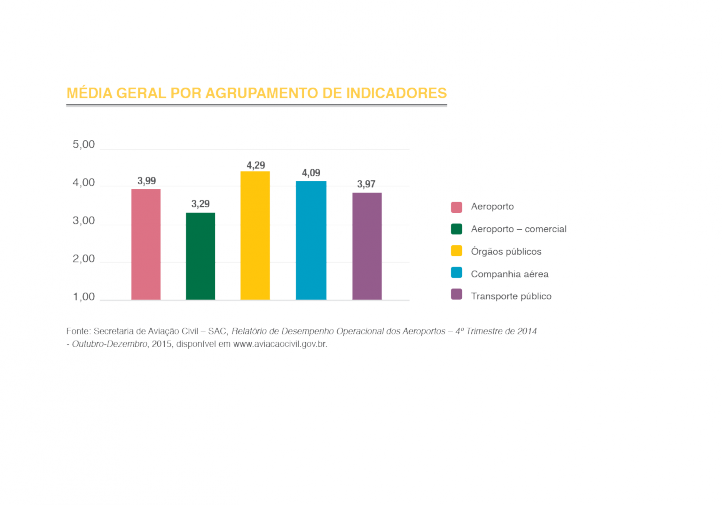 MÉDIA GERAL POR AGRUPAMENTO DE INDICADORES
5,00
4,00
3,00
2,00
1,00
3,99
3,29
4,29
4,09
3,97
Aeroporto
Aeroporto – comercial
Órgãos públicos
Companhia aérea
Transporte público
Fonte: Secretaria de Aviação Civil – SAC, Relatório de Desempenho Operacional dos Aeroportos – 4º Trimestre de 2014
- Outubro-Dezembro, 2015, disponível em www.aviacaocivil.gov.br.